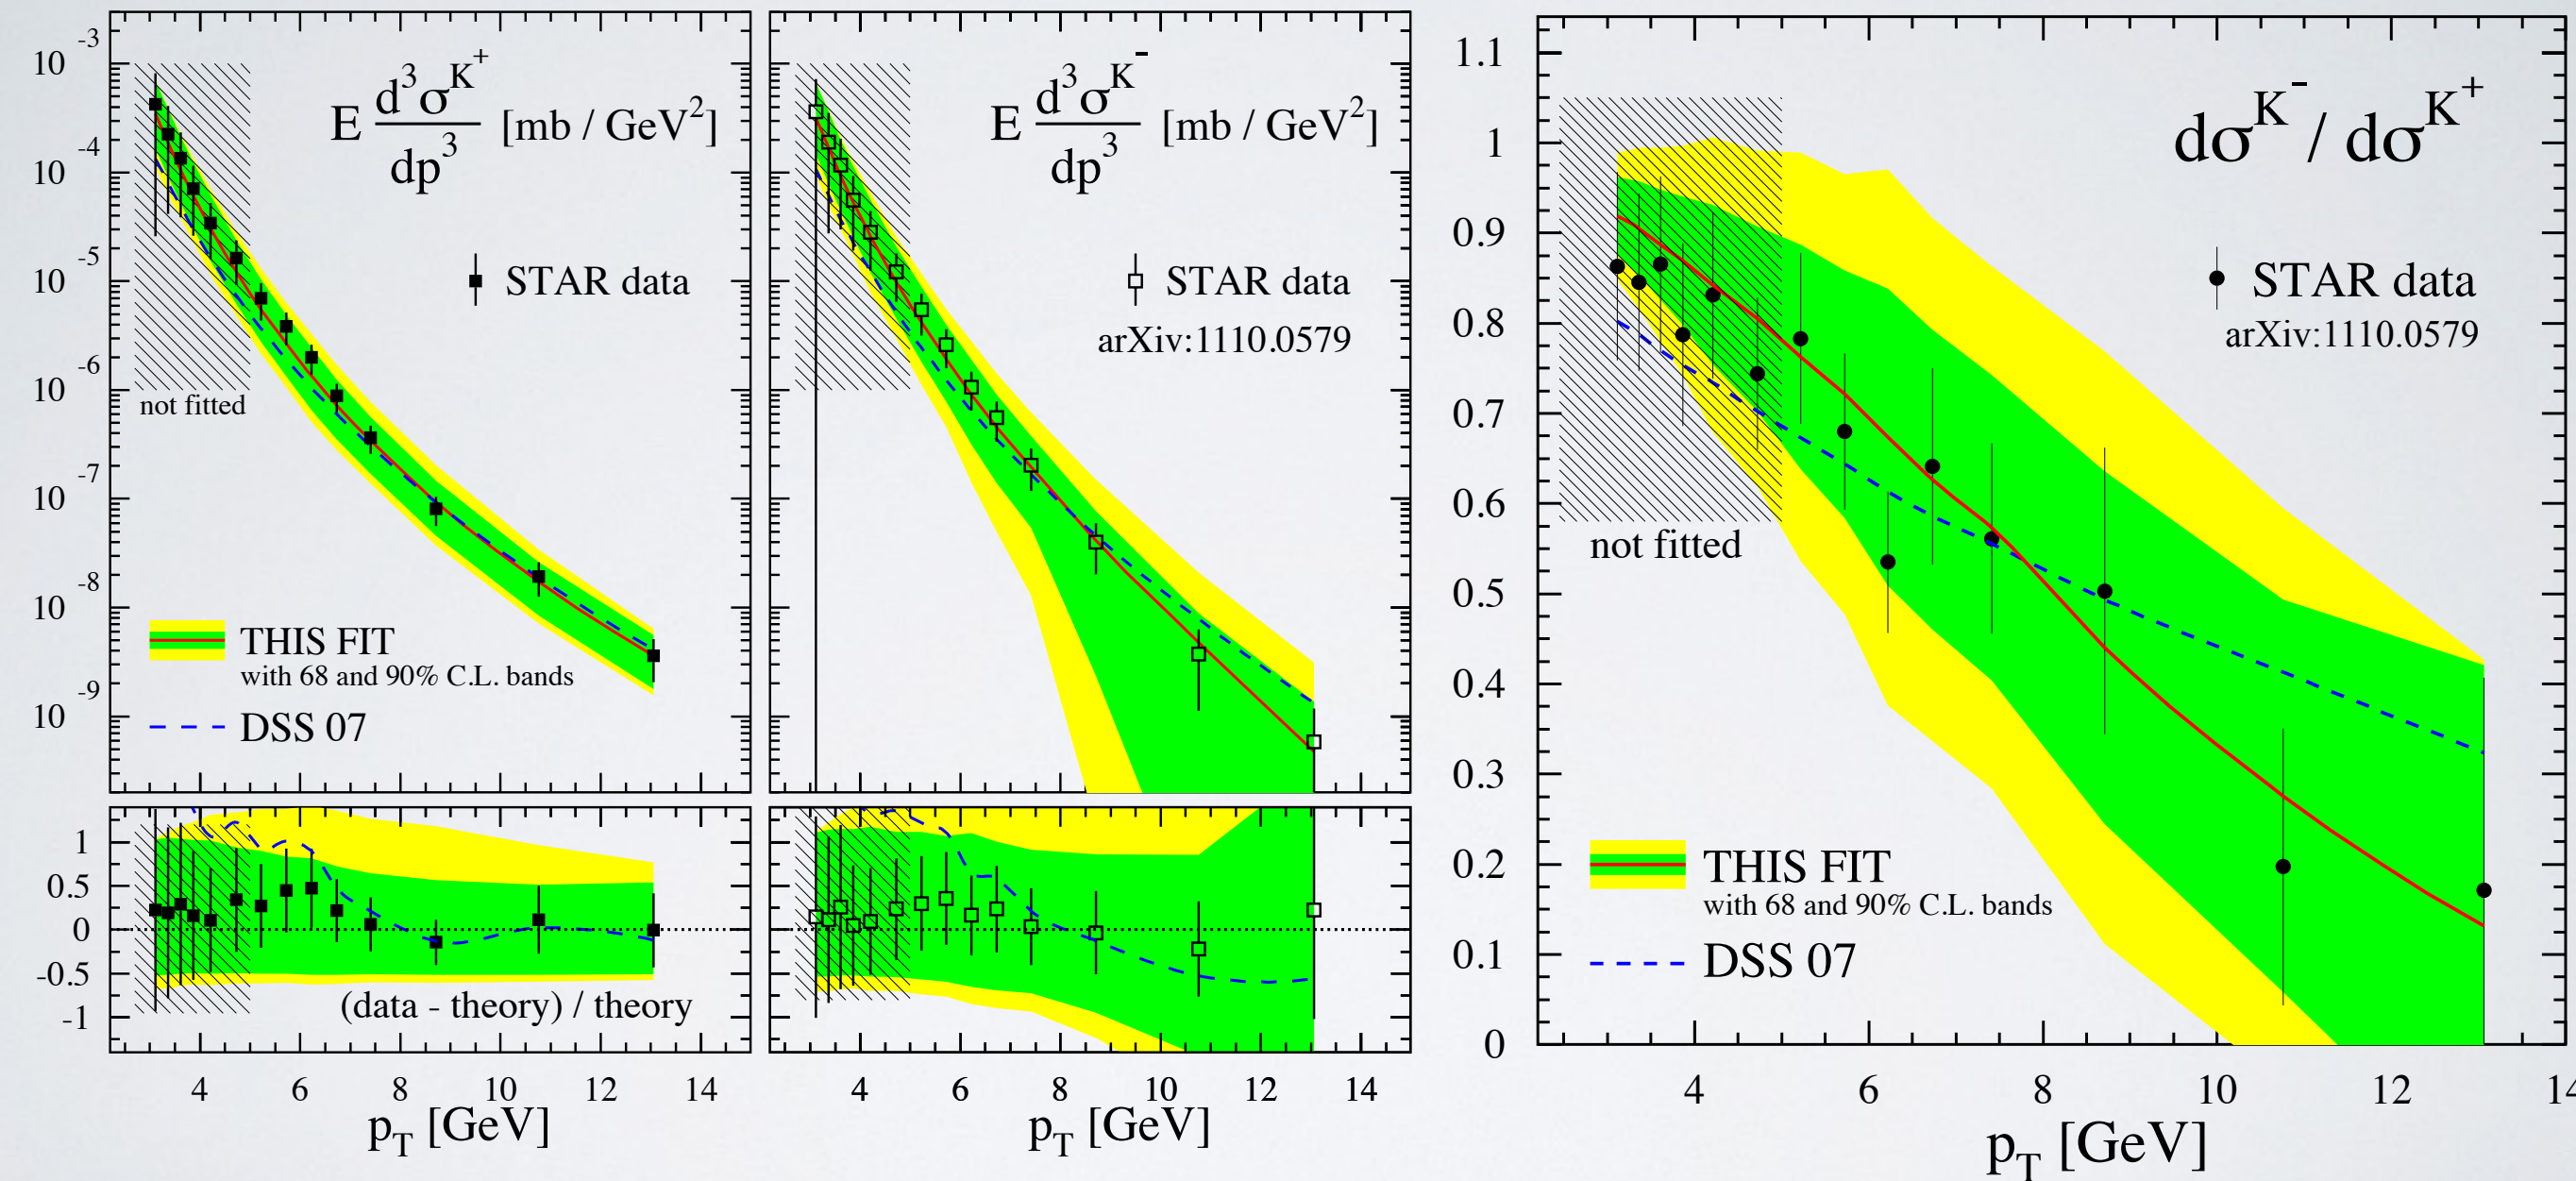 E d³σ^K⁺ / dp³ [mb / GeV²]
10⁻³
10⁻⁴
10⁻⁵
10⁻⁶
10⁻⁷
10⁻⁸
10⁻⁹
STAR data
not fitted
THIS FIT
with 68 and 90% C.L. bands
DSS 07
1
0.5
0
-0.5
-1
(data - theory) / theory
4 6 8 10 12 14
p_T [GeV]
E d³σ^K⁻ / dp³ [mb / GeV²]
STAR data
arXiv:1110.0579
4 6 8 10 12 14
p_T [GeV]
dσ^K⁻ / dσ^K⁺
1.1
1
0.9
0.8
0.7
0.6
0.5
0.4
0.3
0.2
0.1
0
STAR data
arXiv:1110.0579
not fitted
THIS FIT
with 68 and 90% C.L. bands
DSS 07
4 6 8 10 12 14
p_T [GeV]